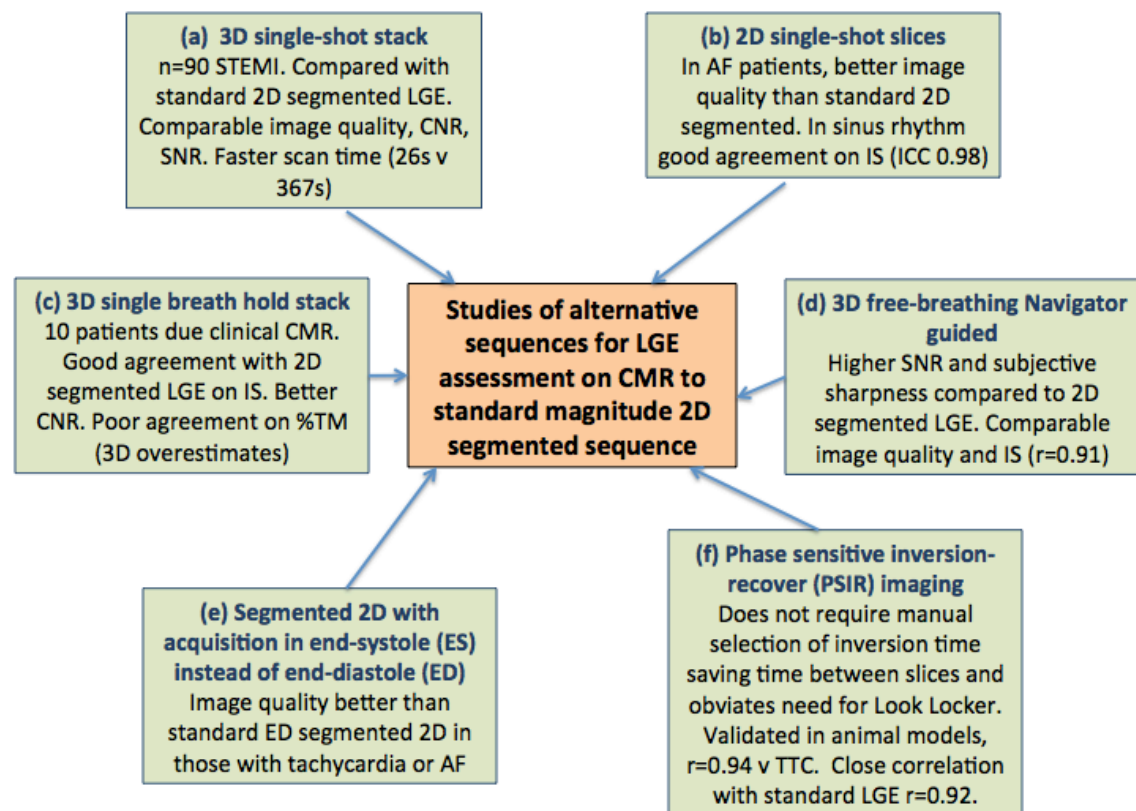 (a)  3D single-shot stack
n=90 STEMI. Compared with
standard 2D segmented LGE.
Comparable image quality, CNR,
SNR. Faster scan time (26s v
367s)
(b) 2D single-shot slices
In AF patients, better image
quality than standard 2D
segmented. In sinus rhythm
good agreement on IS (ICC 0.98)
(c) 3D single breath hold stack
10 patients due clinical CMR.
Good agreement with 2D
segmented LGE on IS. Better
CNR. Poor agreement on %TM
(3D overestimates)
Studies of alternative
sequences for LGE
assessment on CMR to
standard magnitude 2D
segmented sequence
(d) 3D free-breathing Navigator
guided
Higher SNR and subjective
sharpness compared to 2D
segmented LGE. Comparable
image quality and IS (r=0.91)
(e) Segmented 2D with
acquisition in end-systole (ES)
instead of end-diastole (ED)
Image quality better than
standard ED segmented 2D in
those with tachycardia or AF
(f) Phase sensitive inversion-
recover (PSIR) imaging
Does not require manual
selection of inversion time
saving time between slices and
obviates need for Look Locker.
Validated in animal models,
r=0.94 v TTC.  Close correlation
with standard LGE r=0.92.